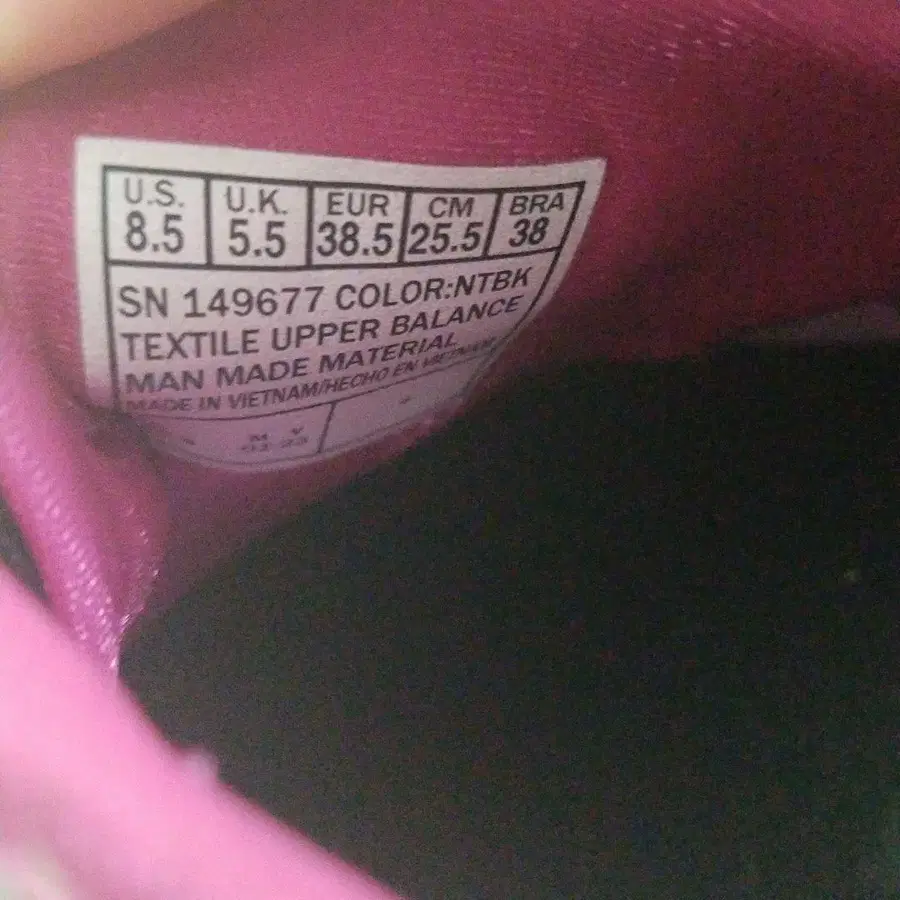 U.S. U.K. EUR CM BRA
8.5 5.5 38.5 25.5 38
SN 149677 COLOR:NTBK
TEXTILE UPPER BALANCE
MAN MADE MATERIAL
MADE IN VIETNAM/HECHO EN VIETNAM
M Y